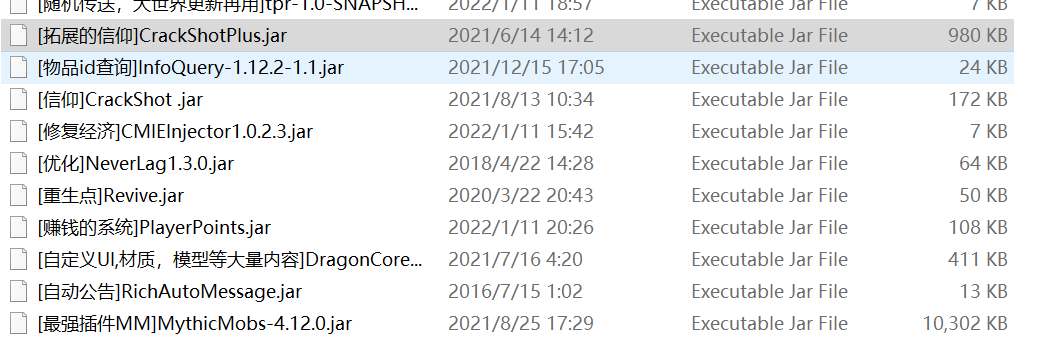 [随机传送，大世界更新再用]tpr-1.0-SNAPSH... 2022/1/11 18:57 Executable Jar File 7 KB
[拓展的信仰]CrackShotPlus.jar 2021/6/14 14:12 Executable Jar File 980 KB
[物品id查询]InfoQuery-1.12.2-1.1.jar 2021/12/15 17:05 Executable Jar File 24 KB
[信仰]CrackShot .jar 2021/8/13 10:34 Executable Jar File 172 KB
[修复经济]CMIEInjector1.0.2.3.jar 2022/1/11 15:42 Executable Jar File 7 KB
[优化]NeverLag1.3.0.jar 2018/4/22 14:28 Executable Jar File 64 KB
[重生点]Revive.jar 2020/3/22 20:43 Executable Jar File 50 KB
[赚钱的系统]PlayerPoints.jar 2022/1/11 20:26 Executable Jar File 108 KB
[自定义UI,材质，模型等大量内容]DragonCore... 2021/7/16 4:20 Executable Jar File 411 KB
[自动公告]RichAutoMessage.jar 2016/7/15 1:02 Executable Jar File 13 KB
[最强插件MM]MythicMobs-4.12.0.jar 2021/8/25 17:29 Executable Jar File 10,302 KB